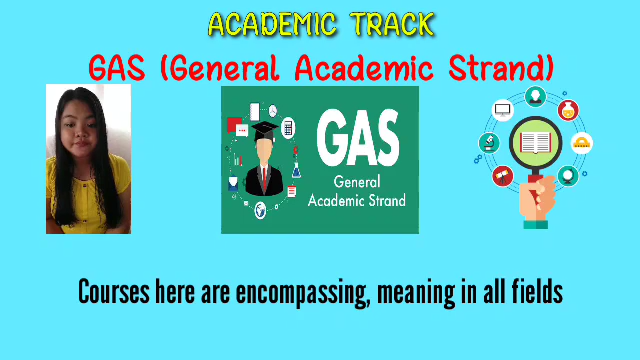 ACADEMIC TRACK
GAS (General Academic Strand)
GAS
General
Academic Strand
Courses here are encompassing, meaning in all fields